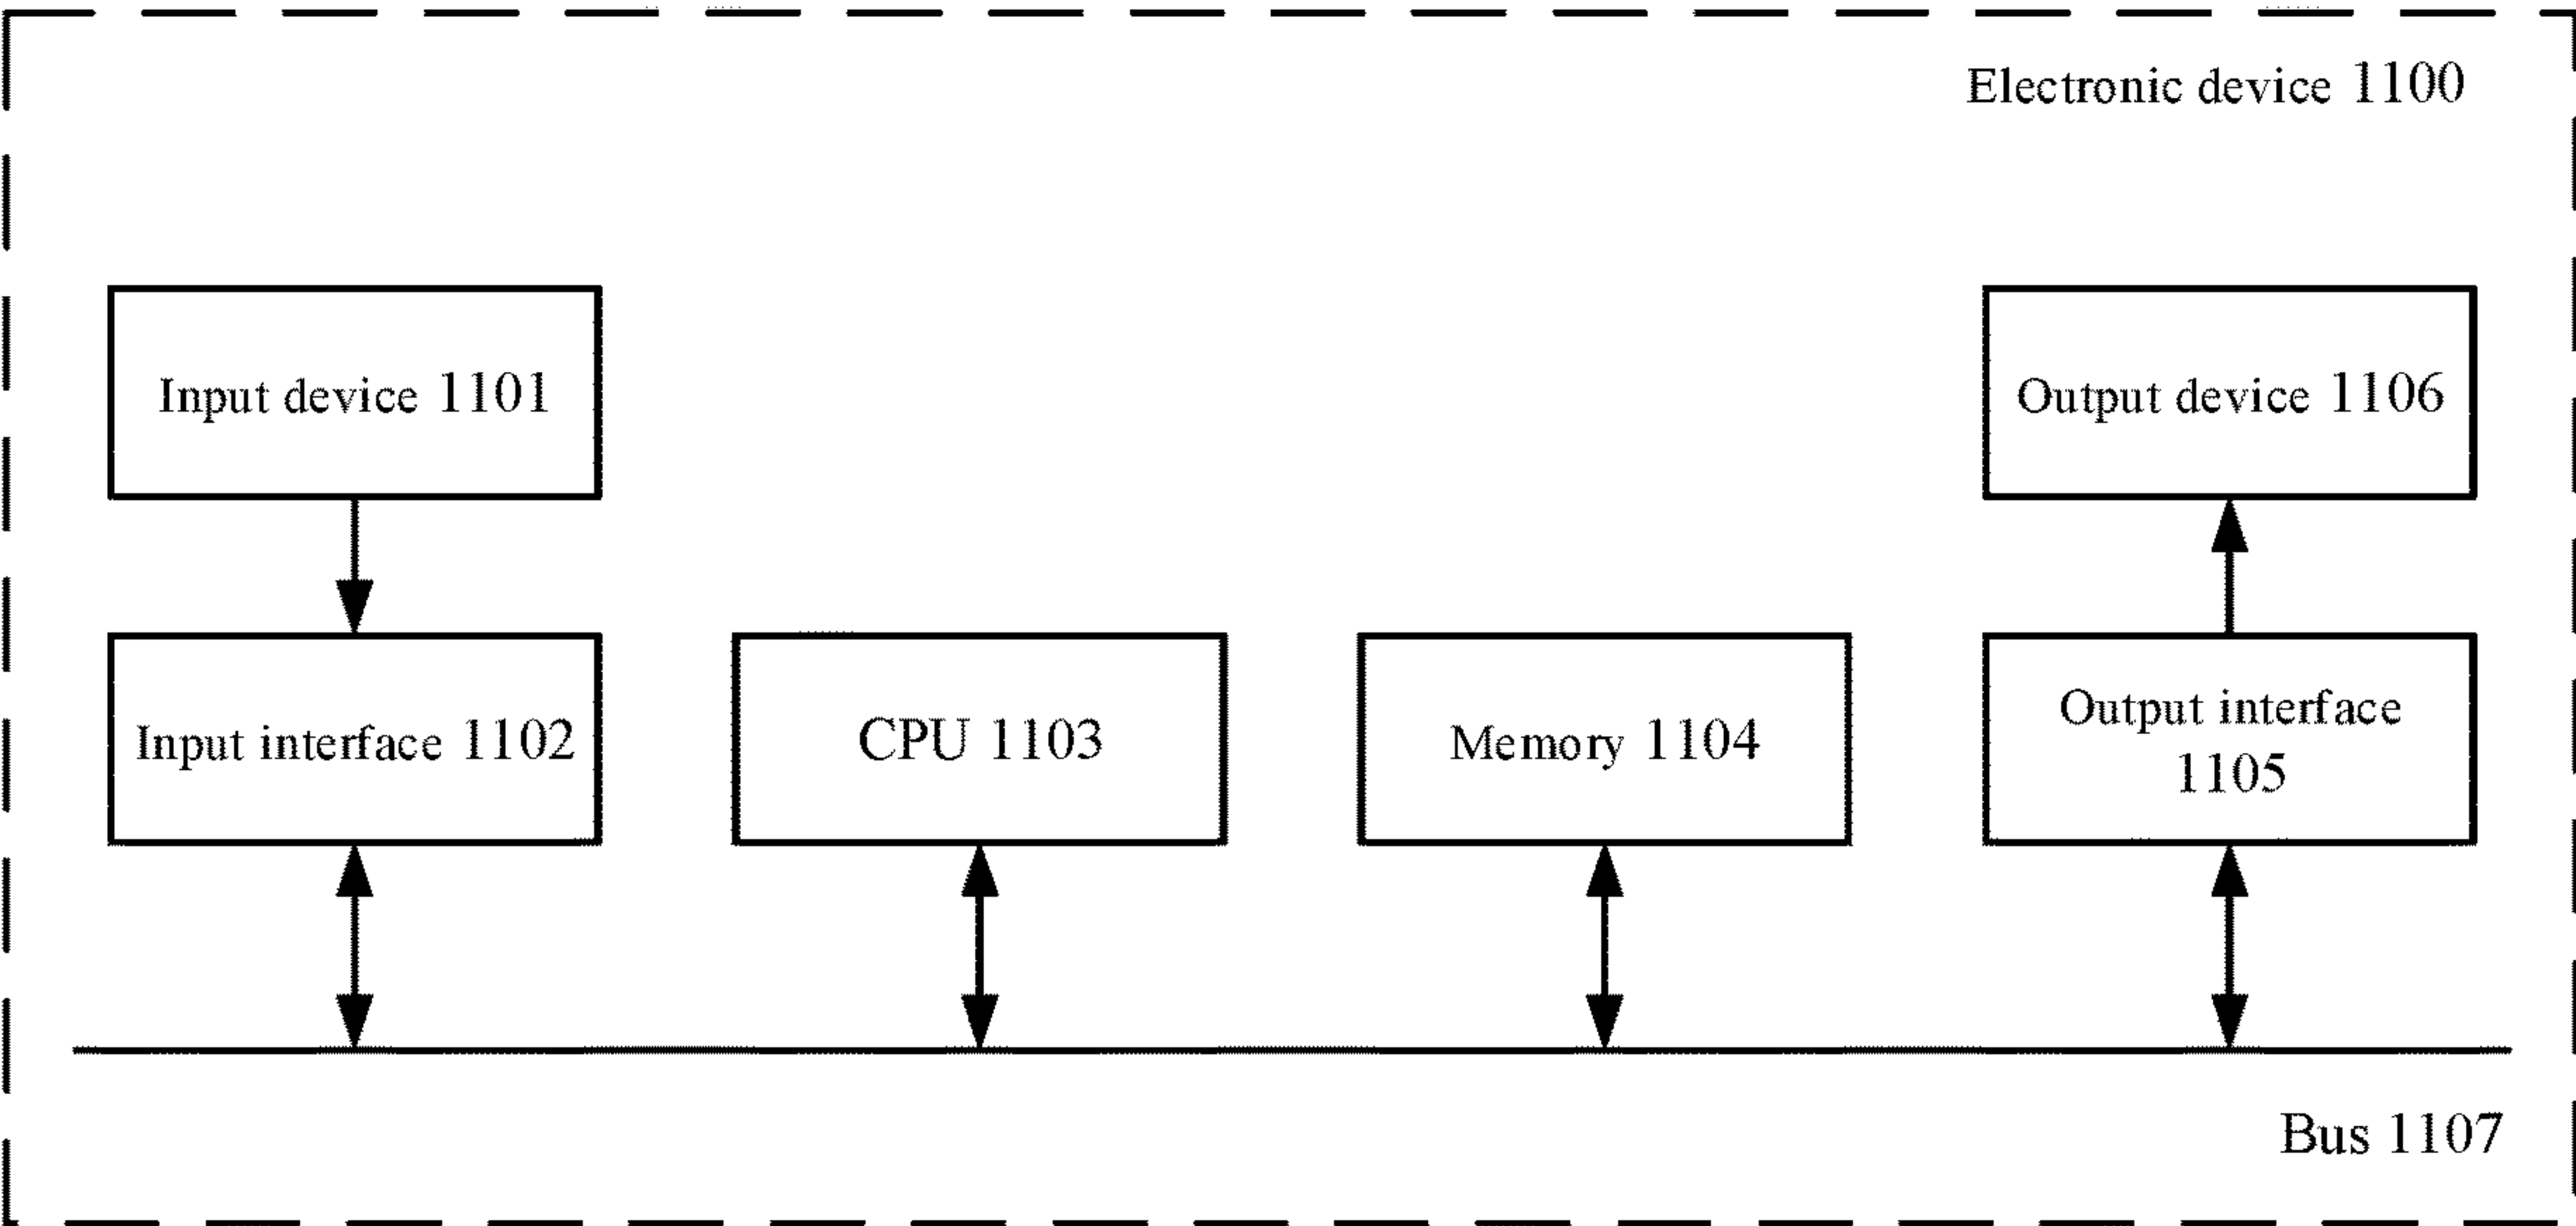 Electronic device 1100
Input device 1101
Output device 1106
Input interface 1102
CPU 1103
Memory 1104
Output interface
1105
Bus 1107